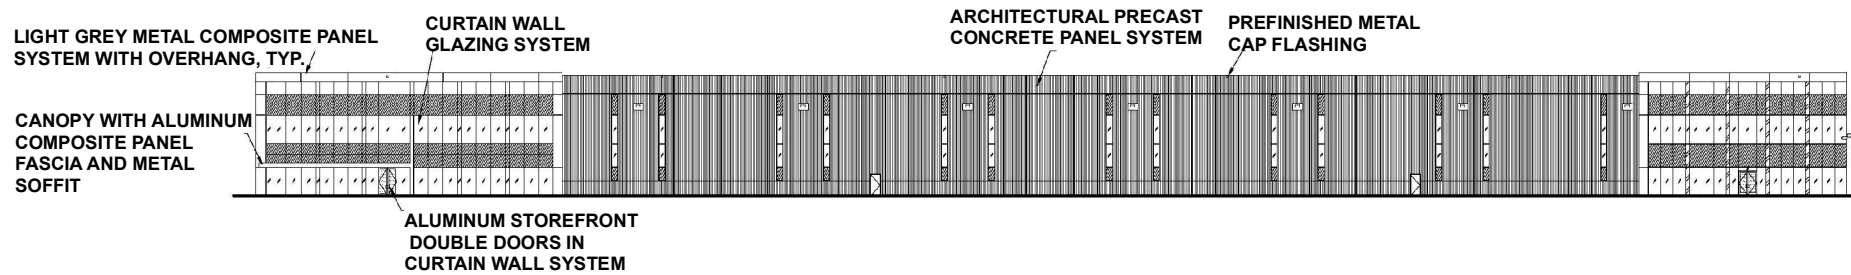 LIGHT GREY METAL COMPOSITE PANEL
SYSTEM WITH OVERHANG, TYP.
CURTAIN WALL
GLAZING SYSTEM
ARCHITECTURAL PRECAST
CONCRETE PANEL SYSTEM
PREFINISHED METAL
CAP FLASHING
CANOPY WITH ALUMINUM
COMPOSITE PANEL
FASCIA AND METAL
SOFFIT
ALUMINUM STOREFRONT
DOUBLE DOORS IN
CURTAIN WALL SYSTEM